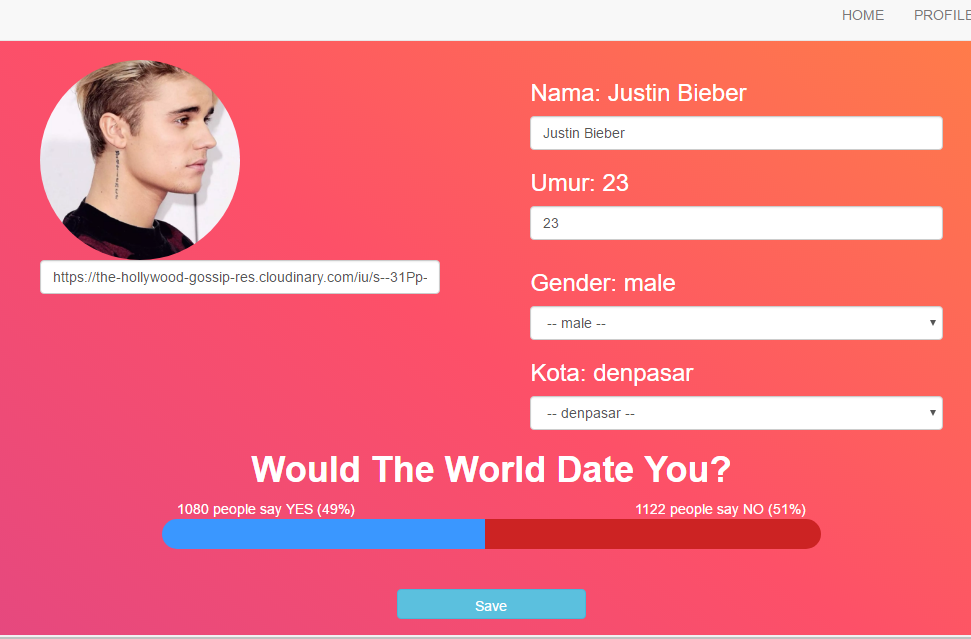 HOME PROFILE
Nama: Justin Bieber
Justin Bieber
Umur: 23
23
https://the-hollywood-gossip-res.cloudinary.com/iu/s--31Pp-
Gender: male
-- male --
Kota: denpasar
-- denpasar --
Would The World Date You?
1080 people say YES (49%) 1122 people say NO (51%)
Save